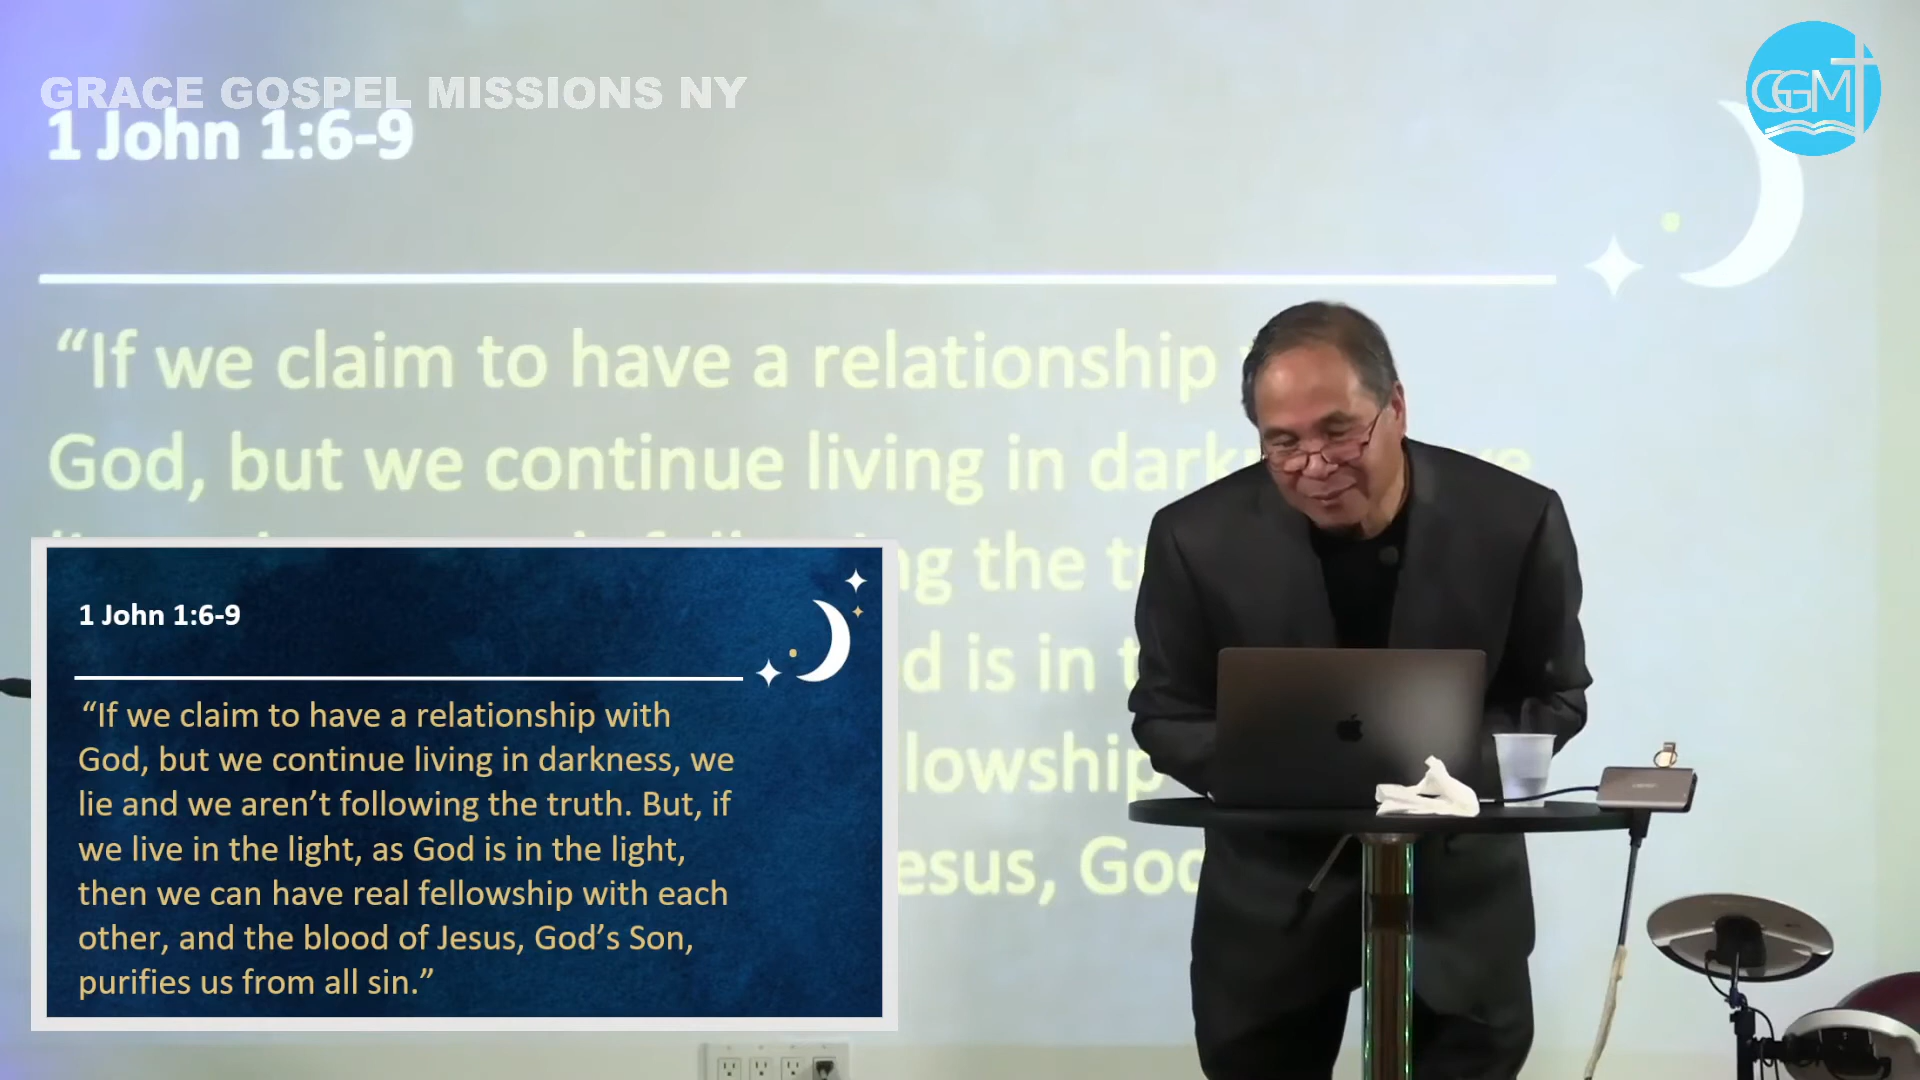 GRACE GOSPEL MISSIONS NY
GGM
1 John 1:6-9
“If we claim to have a relationship
God, but we continue living in
the
d is in
lowship
esus, God
1 John 1:6-9
“If we claim to have a relationship with
God, but we continue living in darkness, we
lie and we aren’t following the truth. But, if
we live in the light, as God is in the light,
then we can have real fellowship with each
other, and the blood of Jesus, God’s Son,
purifies us from all sin.”